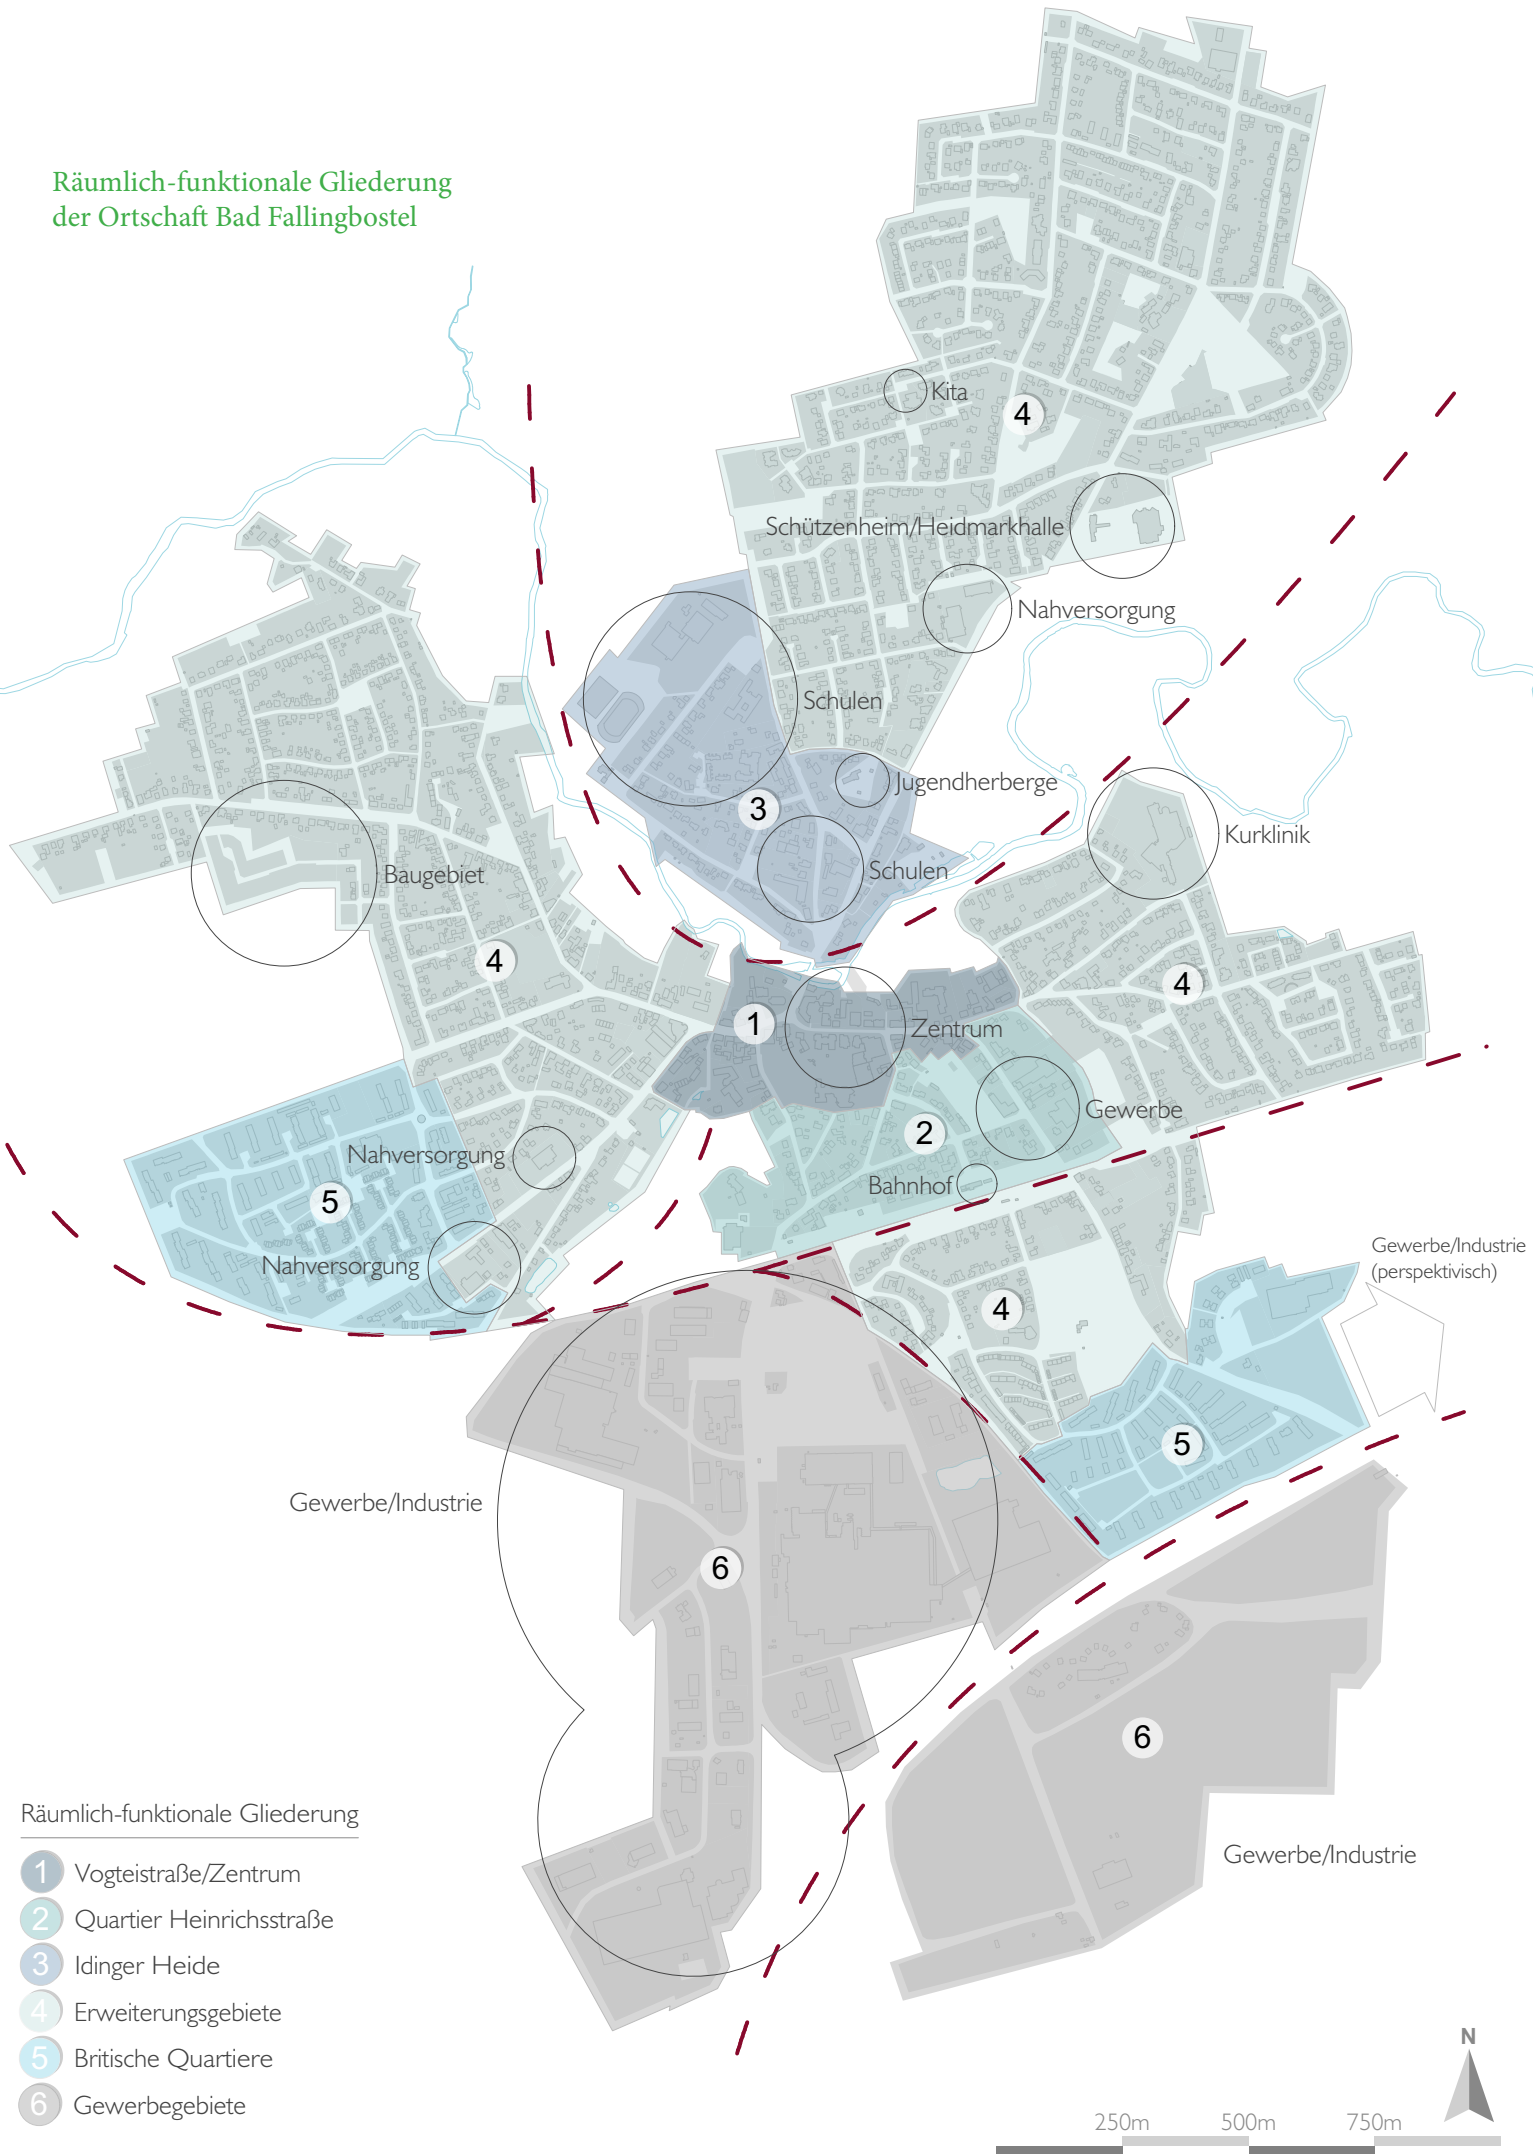 Räumlich-funktionale Gliederung
der Ortschaft Bad Fallingbostel
Kita
4
Schützenheim/Heidmarkhalle
Nahversorgung
Schulen
Jugendherberge
3
Kurklinik
Schulen
Baugebiet
4
4
1
Zentrum
Gewerbe
2
Nahversorgung
Bahnhof
5
Gewerbe/Industrie
(perspektivisch)
Nahversorgung
4
5
Gewerbe/Industrie
6
6
Gewerbe/Industrie
Räumlich-funktionale Gliederung
1 Vogteistraße/Zentrum
2 Quartier Heinrichsstraße
3 Idinger Heide
4 Erweiterungsgebiete
5 Britische Quartiere
6 Gewerbegebiete
N
250m 500m 750m